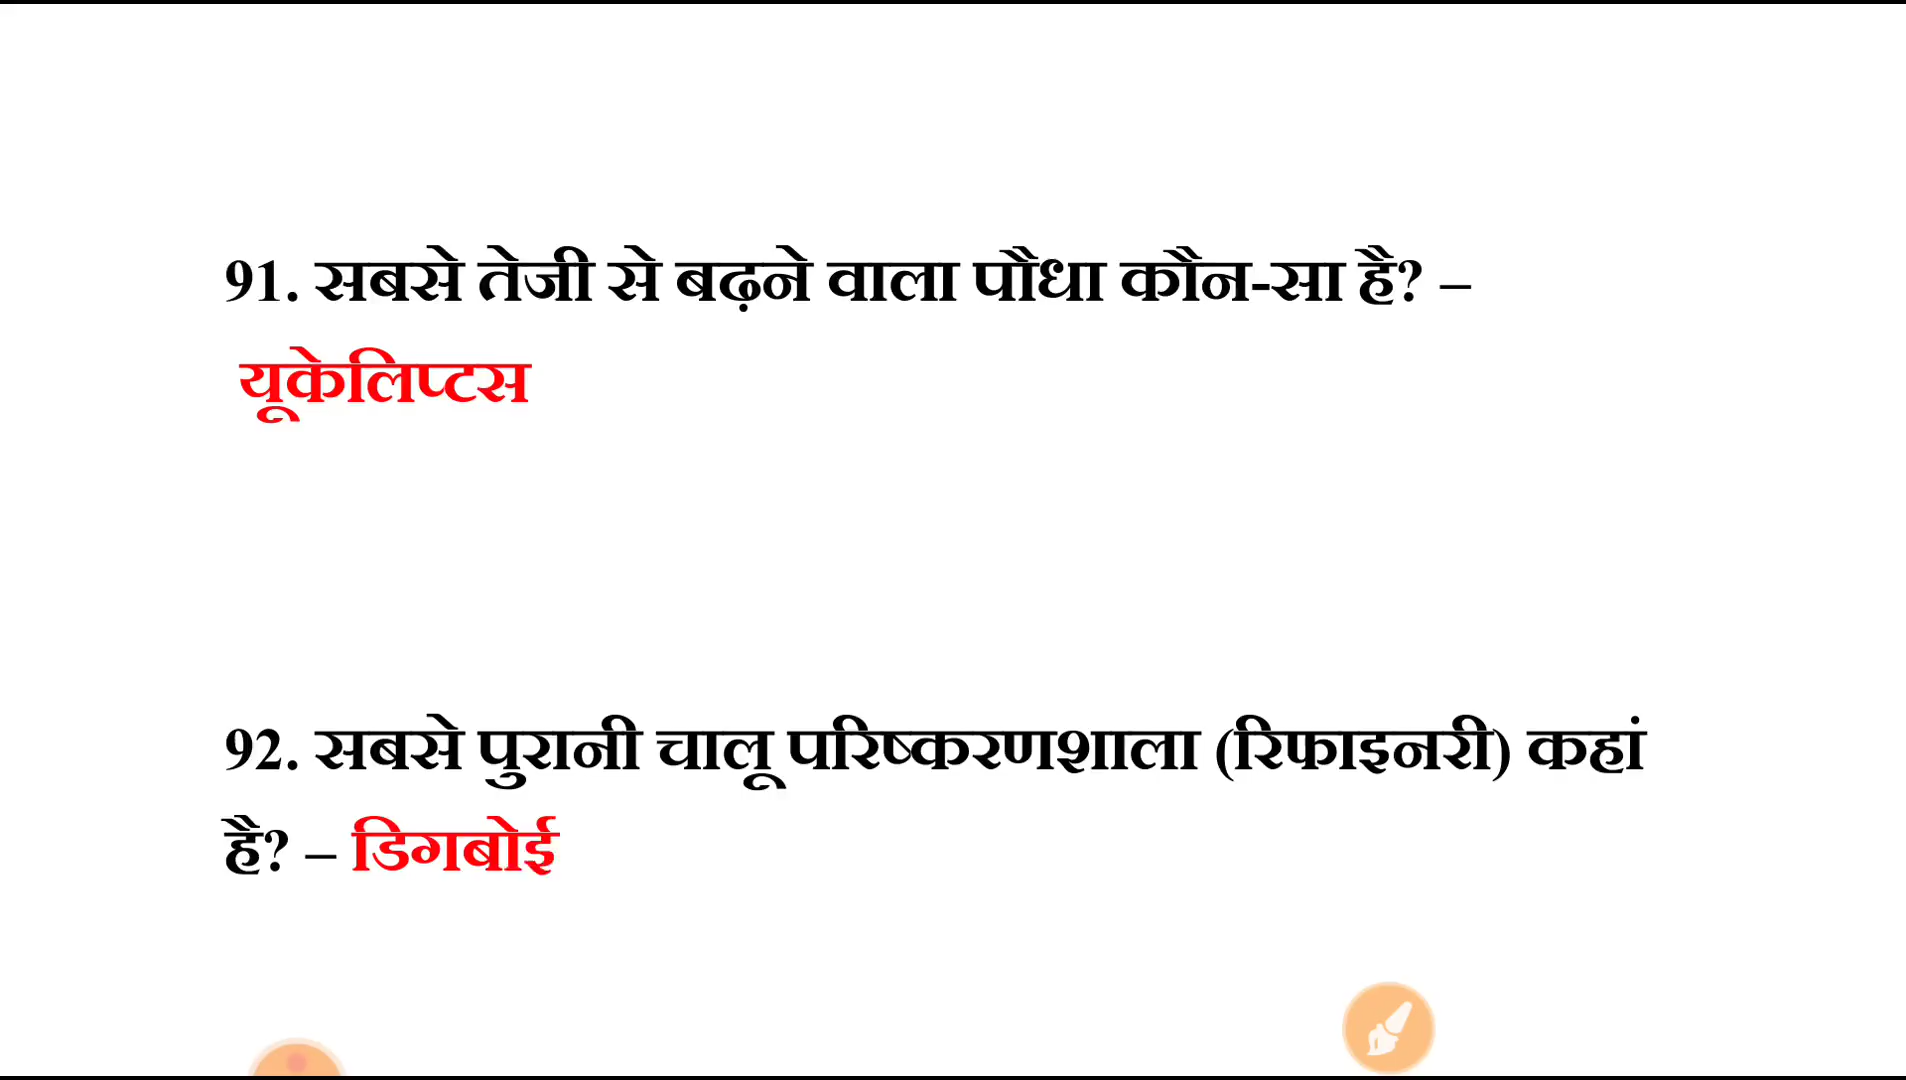 91. सबसे तेजी से बढ़ने वाला पौधा कौन-सा है? –
यूकेलिप्टस
92. सबसे पुरानी चालू परिष्करणशाला (रिफाइनरी) कहां
है? – डिगबोई